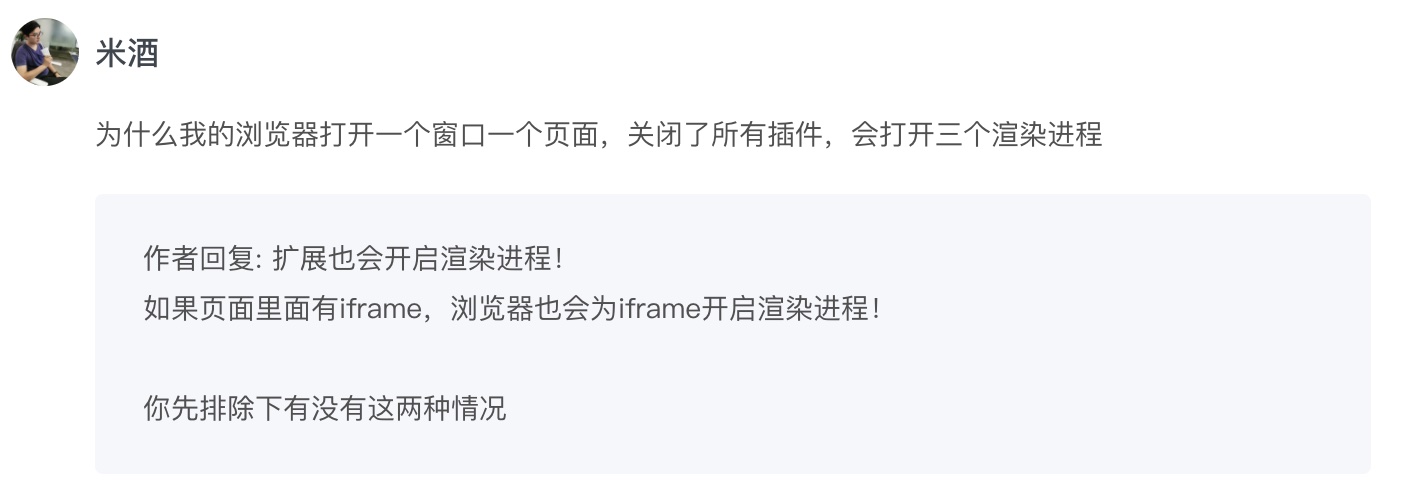 米酒
为什么我的浏览器打开一个窗口一个页面，关闭了所有插件，会打开三个渲染进程
作者回复: 扩展也会开启渲染进程！
如果页面里面有iframe，浏览器也会为iframe开启渲染进程！
你先排除下有没有这两种情况